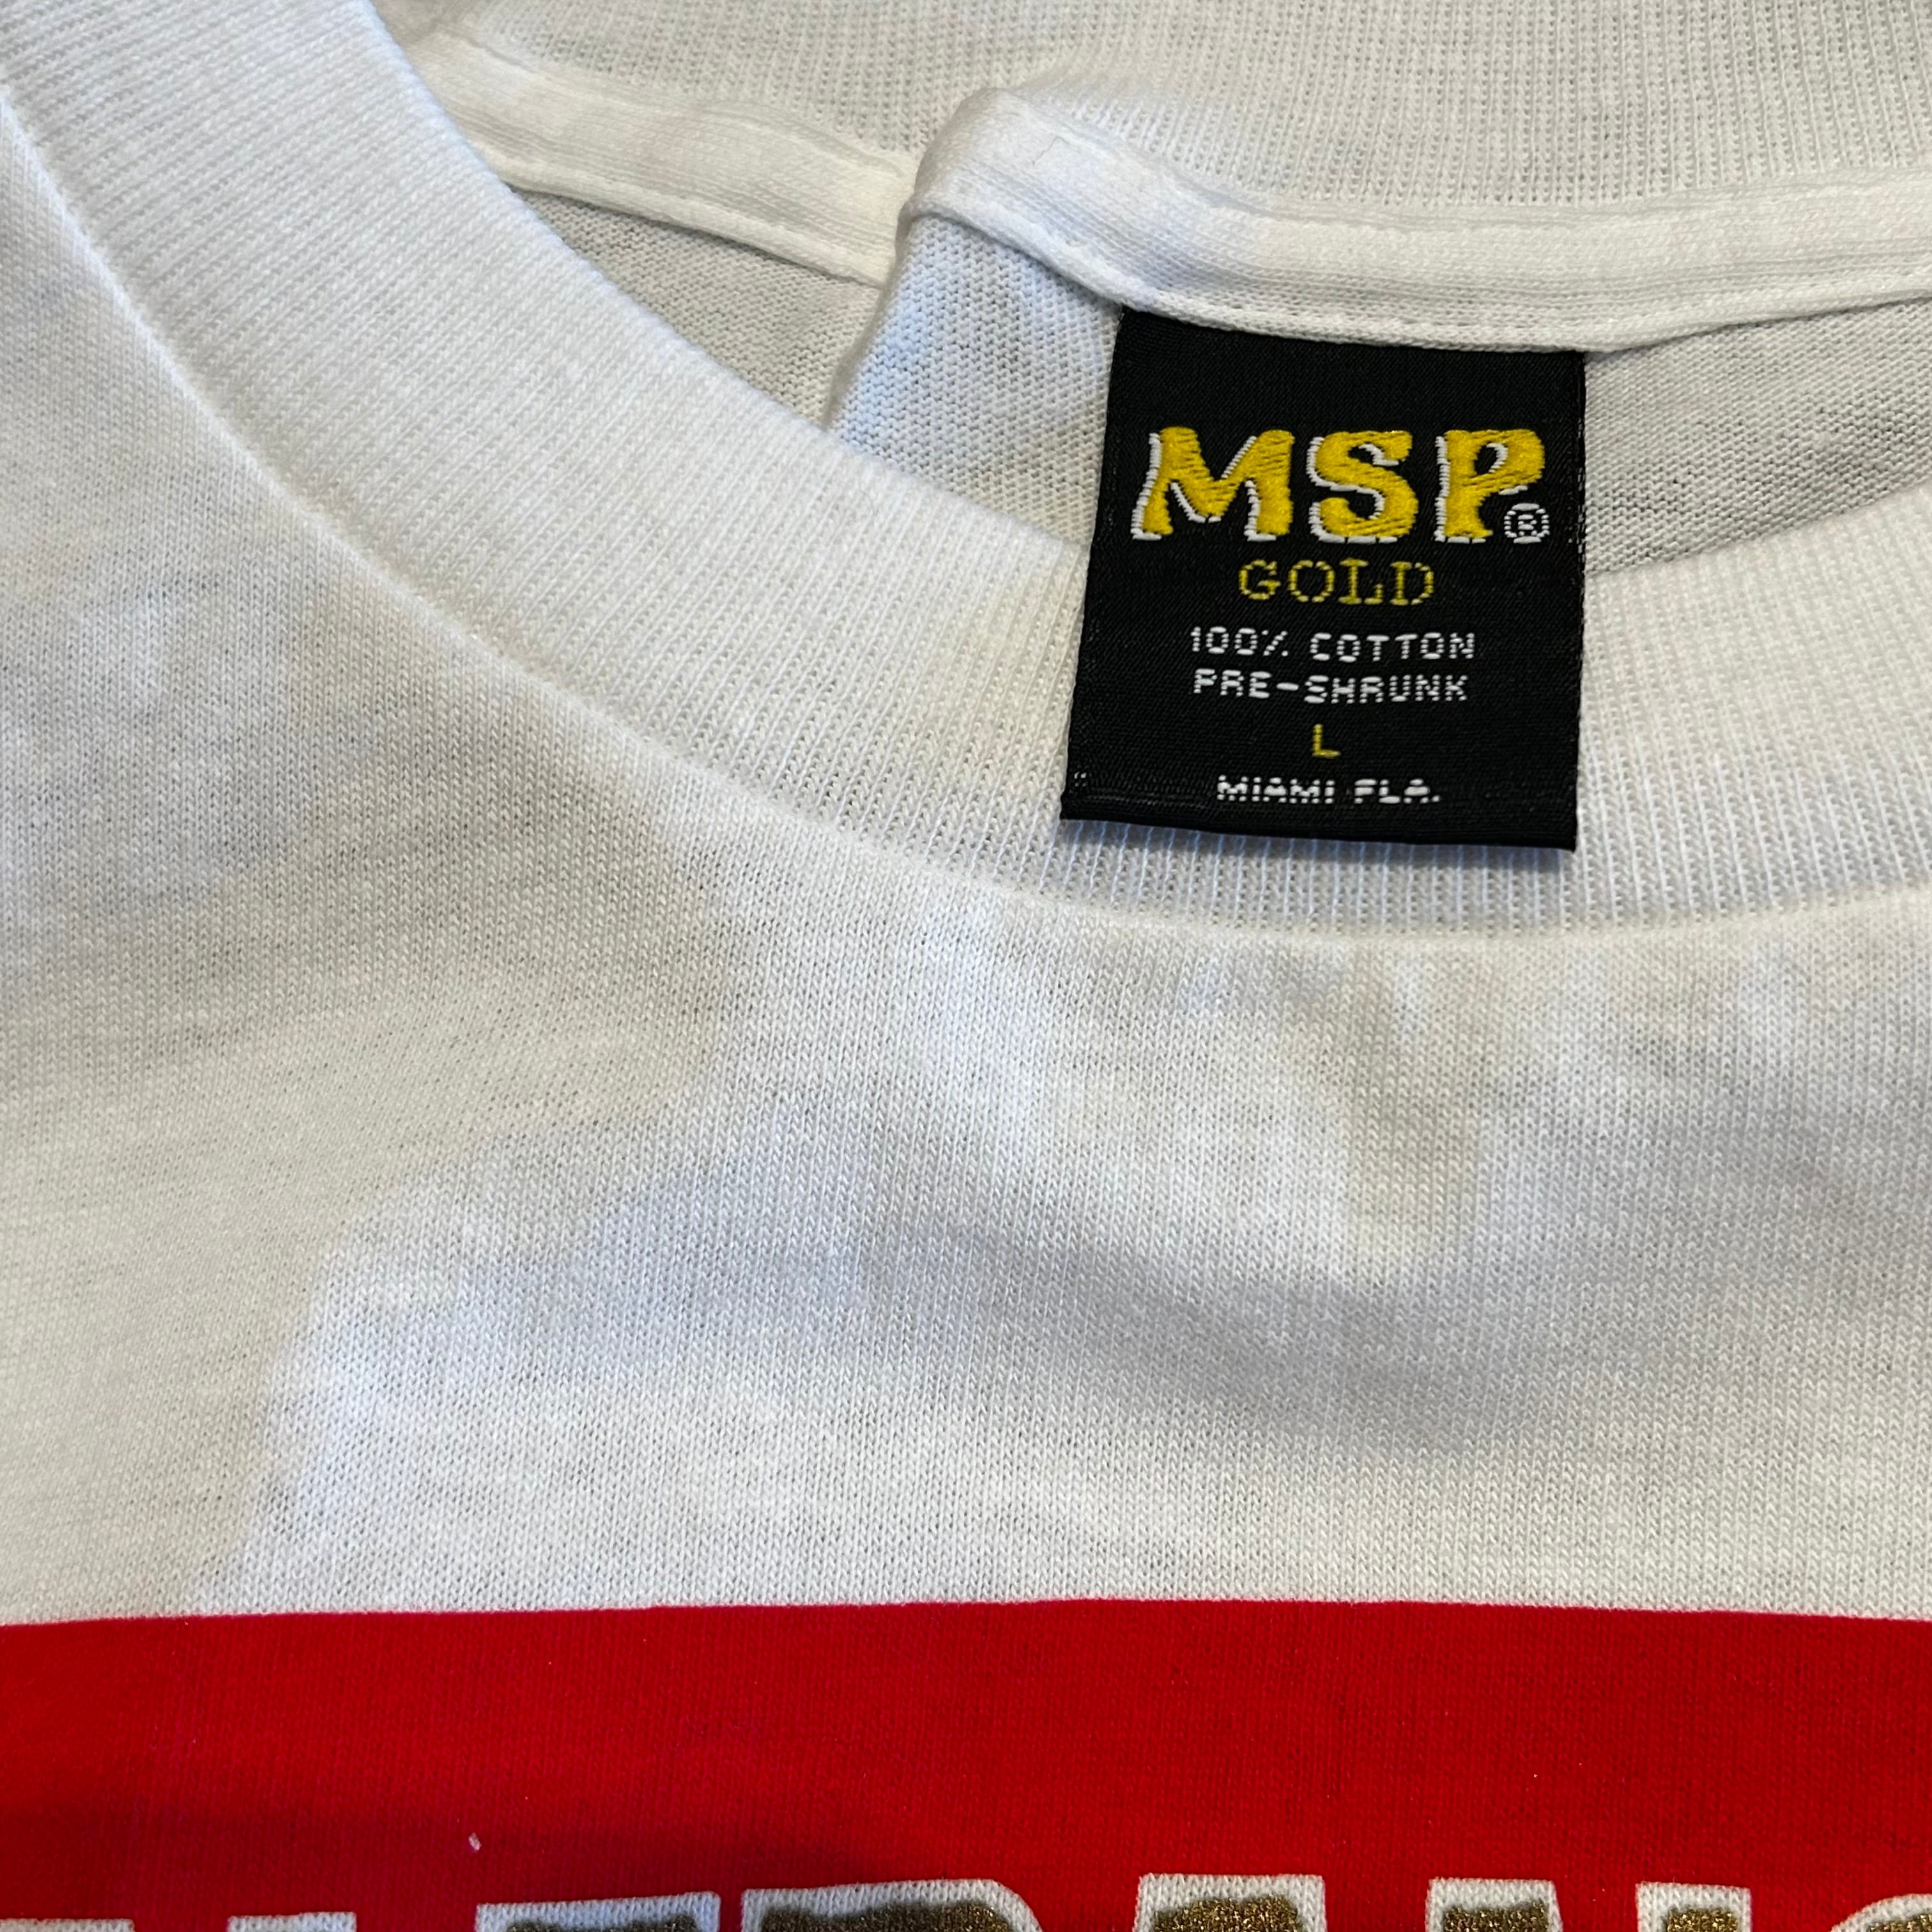 MSP®
GOLD
100% COTTON
PRE-SHRUNK
L
MIAMI FLA.